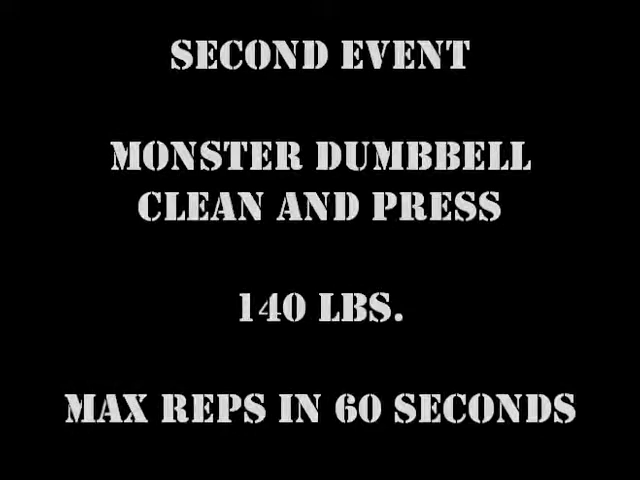 SECOND EVENT
MONSTER DUMBBELL
CLEAN AND PRESS
140 LBS.
MAX REPS IN 60 SECONDS